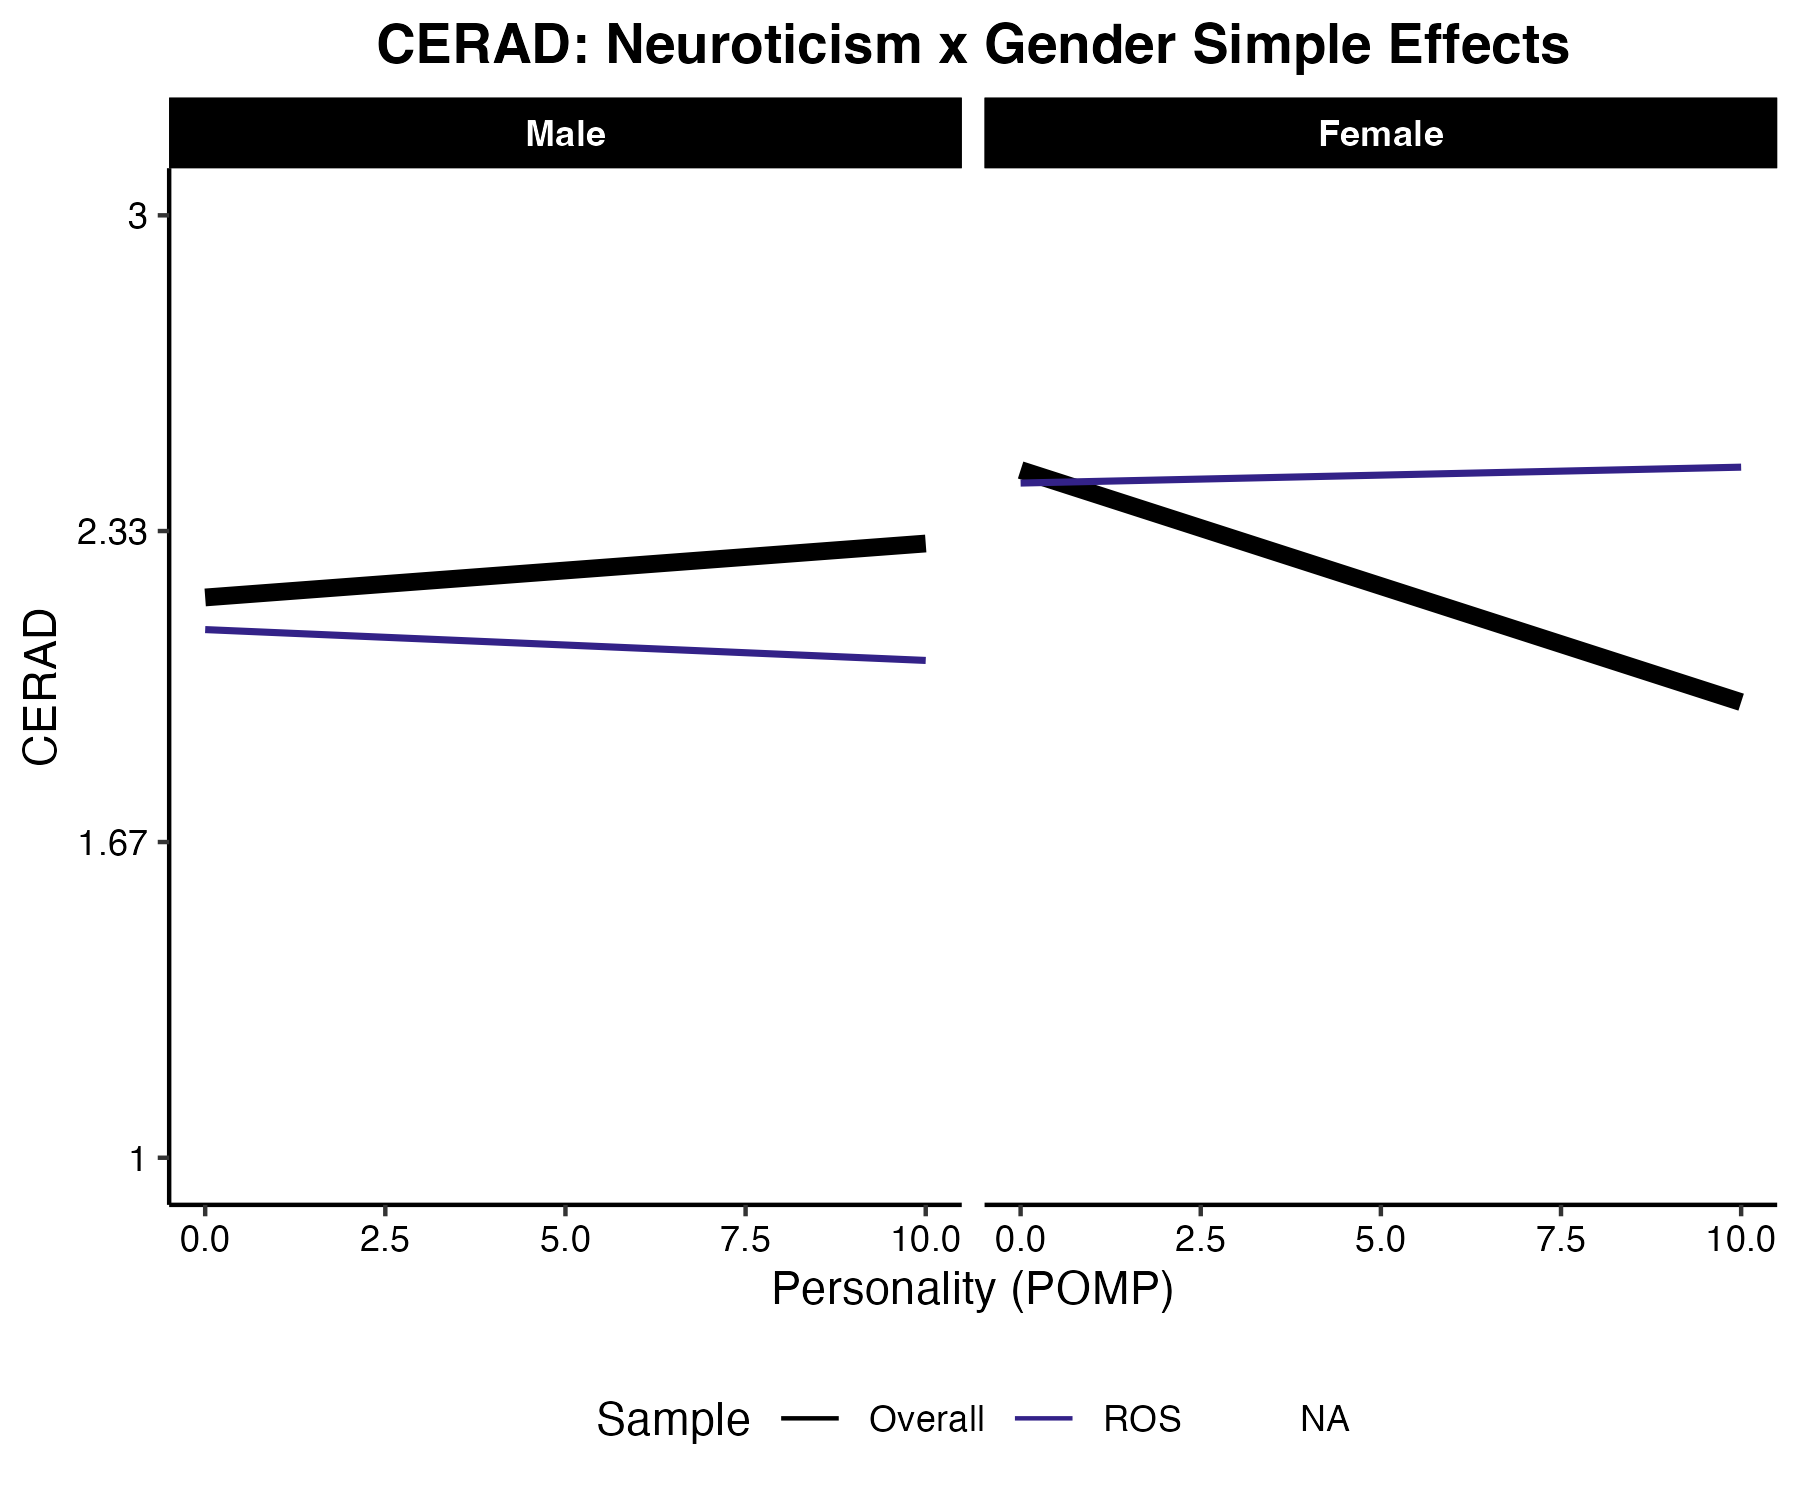 CERAD: Neuroticism x Gender Simple Effects
Male
Female
3
2.33
1.67
1
CERAD
0.0 2.5 5.0 7.5 10.0 0.0 2.5 5.0 7.5 10.0
Personality (POMP)
Sample Overall ROS NA